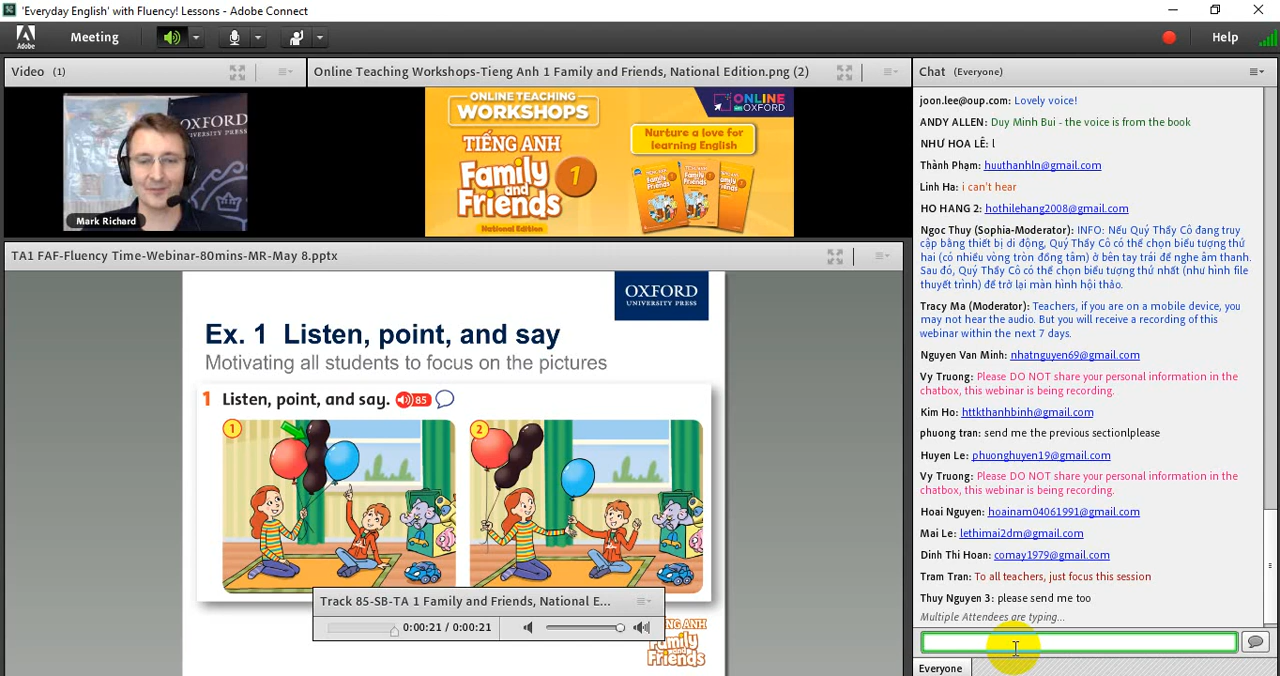 'Everyday English' with Fluency! Lessons - Adobe Connect
Adobe
Meeting
Help
Video (1)
OXFORD
UNIVERSITY PRESS
Mark Richard
Online Teaching Workshops-Tieng Anh 1 Family and Friends, National Edition.png (2)
ONLINE TEACHING
WORKSHOPS
TIẾNG ANH
Family
and
Friends
1
National Edition
ONLINE
OXFORD
Nurture a love for
learning English
TA1 FAF-Fluency Time-Webinar-80mins-MR-May 8.pptx
OXFORD
UNIVERSITY PRESS
Ex. 1 Listen, point, and say
Motivating all students to focus on the pictures
1 Listen, point, and say. 85
1
2
Track 85-SB-TA 1 Family and Friends, National E...
0:00:21 / 0:00:21
TIẾNG ANH
Family
and
Friends
Chat (Everyone)
joon.lee@oup.com: Lovely voice!
ANDY ALLEN: Duy Minh Bui - the voice is from the book
NHƯ HOA LÊ: l
Thành Phạm: huuthanhln@gmail.com
Linh Ha: i can't hear
HO HANG 2: hothilehang2008@gmail.com
Ngoc Thuy (Sophia-Moderator): INFO: Nếu Quý Thầy Cô đang truy
cập bằng thiết bị di động, Quý Thầy Cô có thể chọn biểu tượng thứ
hai (có nhiều vòng tròn đồng tâm) ở bên tay trái để nghe âm thanh.
Sau đó, Quý Thầy Cô có thể chọn biểu tượng thứ nhất (như hình file
thuyết trình) để trở lại màn hình hội thảo.
Tracy Ma (Moderator): Teachers, if you are on a mobile device, you
may not hear the audio. But you will receive a recording of this
webinar within the next 7 days.
Nguyen Van Minh: nhatnguyen69@gmail.com
Vy Truong: Please DO NOT share your personal information in the
chatbox, this webinar is being recording.
Kim Ho: httkthanhbinh@gmail.com
phuong tran: send me the previous sectionlplease
Huyen Le: phuonghuyen19@gmail.com
Vy Truong: Please DO NOT share your personal information in the
chatbox, this webinar is being recording.
Hoai Nguyen: hoainam04061991@gmail.com
Mai Le: lethimai2dm@gmail.com
Dinh Thi Hoan: comay1979@gmail.com
Tram Tran: To all teachers, just focus this session
Thuy Nguyen 3: please send me too
Multiple Attendees are typing...
Everyone